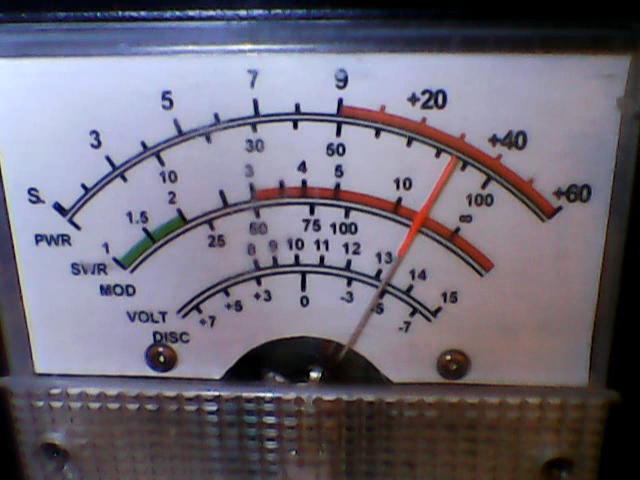 S. 3 5 7 9 +20 +40 +60
PWR 10 30 50 100
SWR 1 1.5 2 3 4 5 10 ∞
MOD 25 50 75 100
VOLT 8 9 10 11 12 13 14 15
DISC +7 +5 +3 0 -3 -5 -7